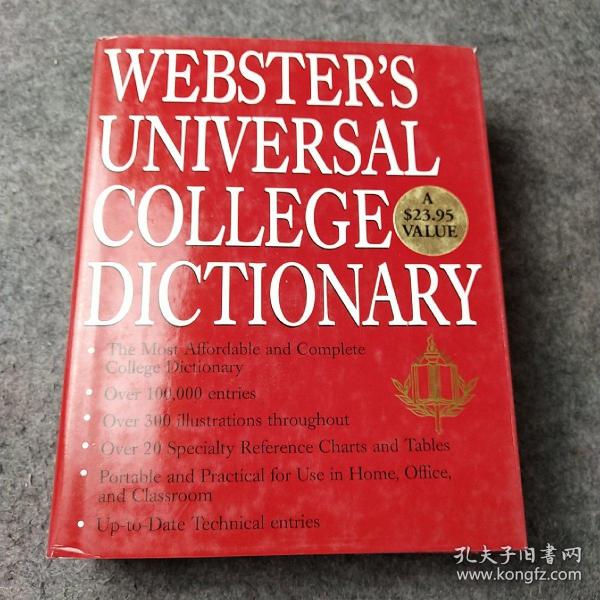 WEBSTER'S
UNIVERSAL
COLLEGE
DICTIONARY
A
$23.95
VALUE
• The Most Affordable and Complete
College Dictionary
• Over 100,000 entries
• Over 300 illustrations throughout
• Over 20 Specialty Reference Charts and Tables
• Portable and Practical for Use in Home, Office,
and Classroom
• Up-to-Date Technical entries
孔夫子旧書网
www.kongfz.com